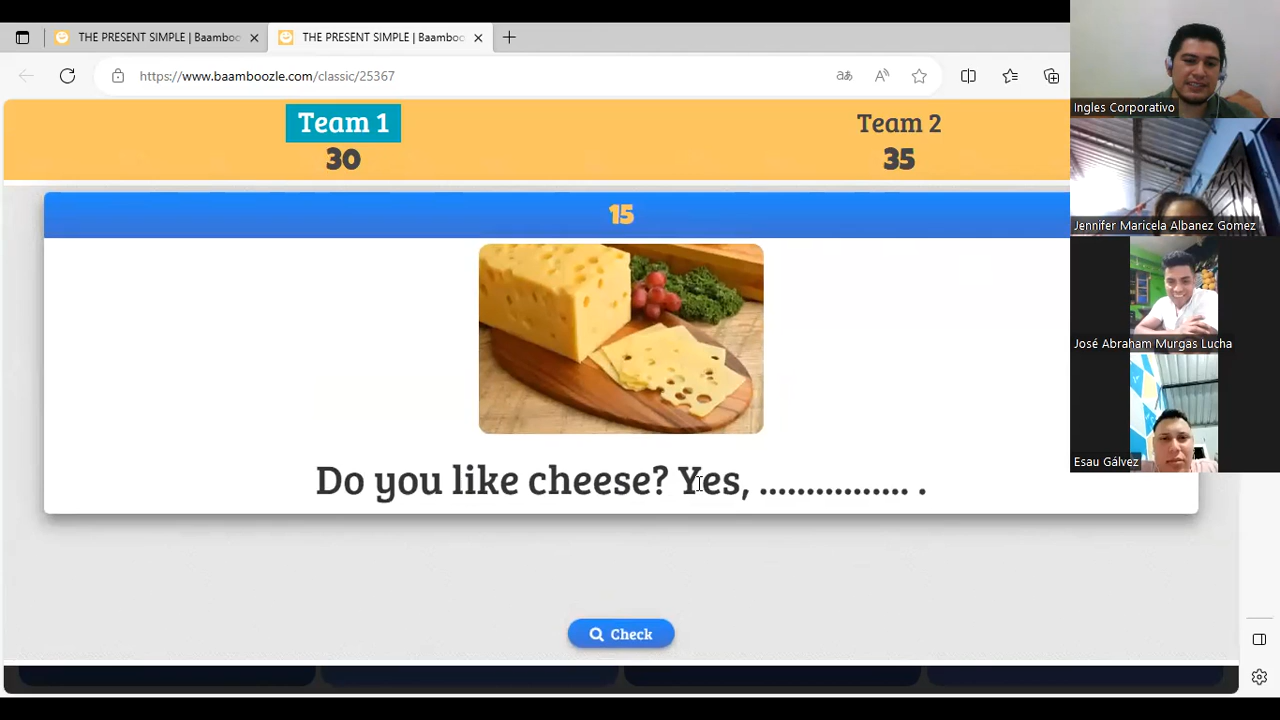 THE PRESENT SIMPLE | Baamboo
THE PRESENT SIMPLE | Baamboo
https://www.baamboozle.com/classic/25367
Team 1
30
Team 2
35
15
Do you like cheese? Yes, ................ .
Check
Ingles Corporativo
Jennifer Maricela Albanez Gomez
José Abraham Murgas Lucha
Esau Gálvez